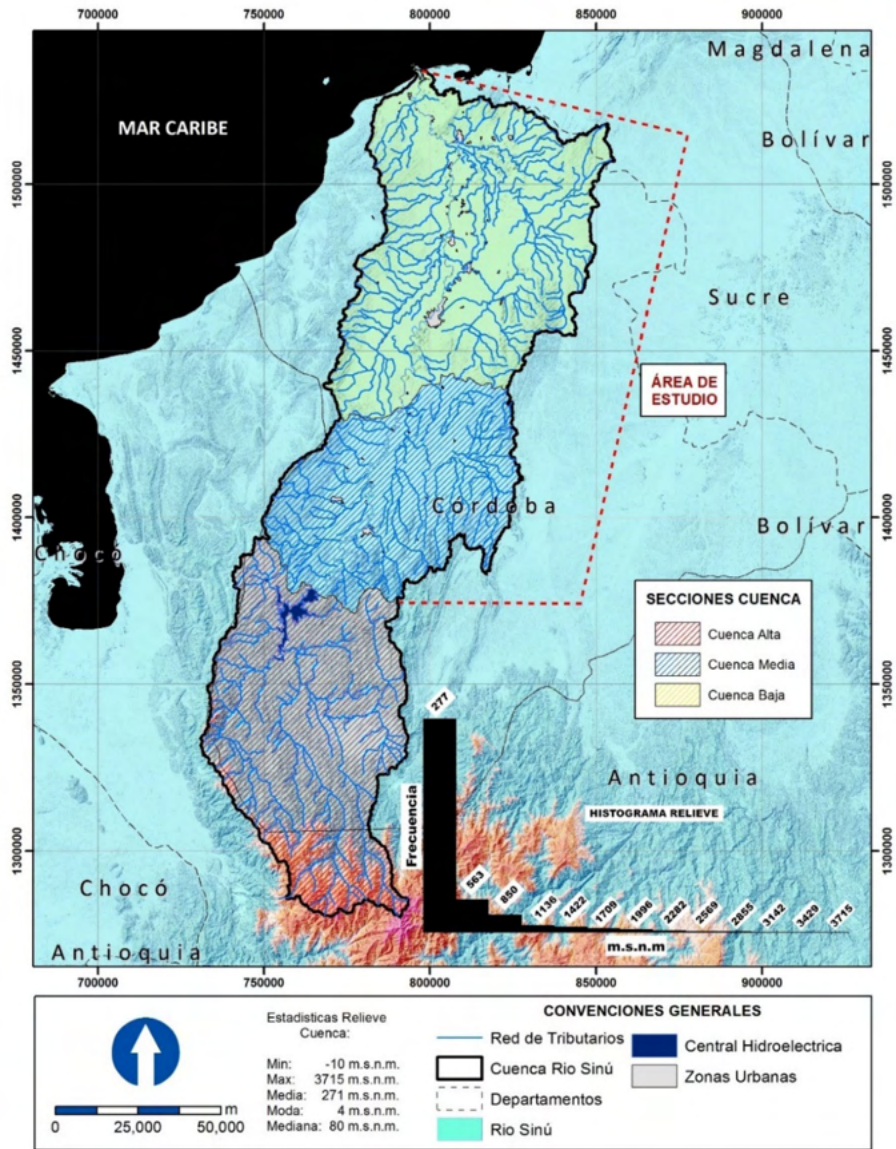 700000 750000 800000 850000 900000
Magdalena
MAR CARIBE
Bolívar
1500000
1500000
Sucre
1450000
1450000
ÁREA DE
ESTUDIO
Córdoba
Bolívar
1400000
1400000
Chocó
SECCIONES CUENCA
Cuenca Alta
Cuenca Media
Cuenca Baja
1350000
1350000
277
Antioquia
Frecuencia
HISTOGRAMA RELIEVE
1300000
1300000
563
850
1136
1422
1709
1996
2282
2569
2855
3142
3429
3715
m.s.n.m
Chocó
Antioquia
700000 750000 800000 850000 900000
Estadisticas Relieve
Cuenca:
Min: -10 m.s.n.m.
Max: 3715 m.s.n.m.
Media: 271 m.s.n.m.
Moda: 4 m.s.n.m.
Mediana: 80 m.s.n.m.
m
0 25,000 50,000
CONVENCIONES GENERALES
Red de Tributarios
Cuenca Rio Sinú
Departamentos
Rio Sinú
Central Hidroelectrica
Zonas Urbanas